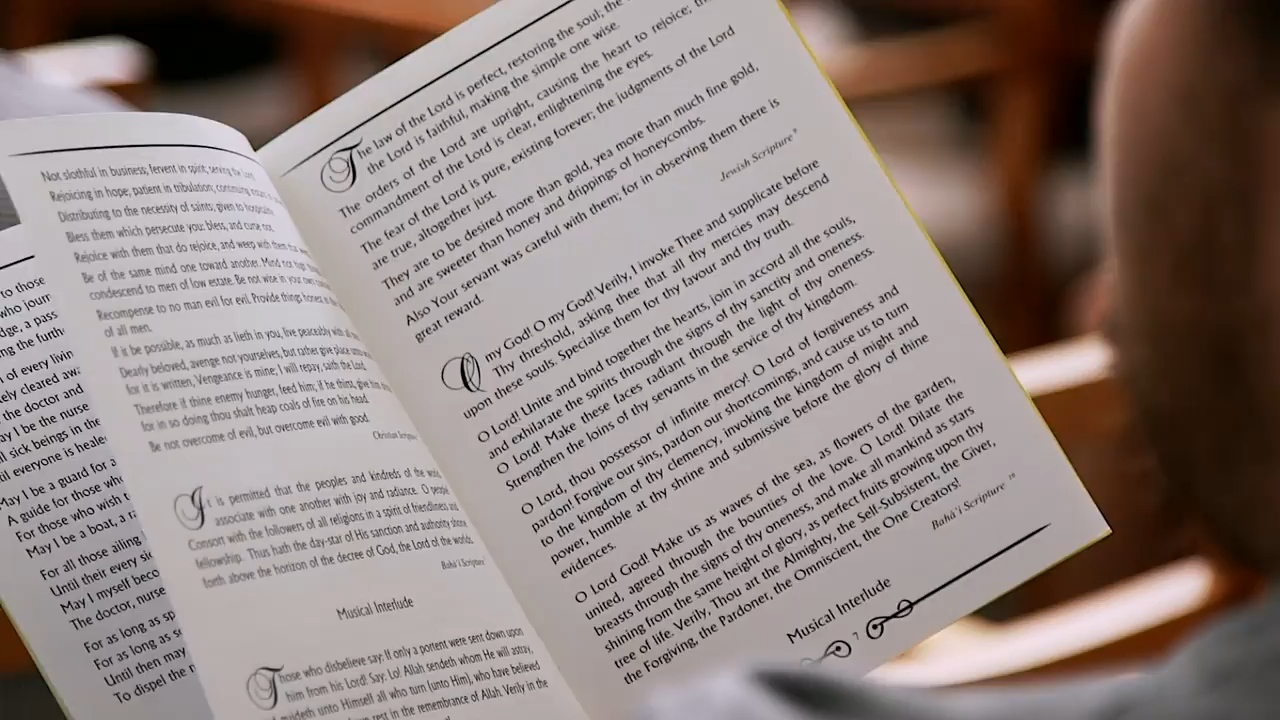 to those
who journ
dge, a pass
ng the furth
of every livin
tely cleared awa
the doctor and
May I be the nurse
all sick beings in the
until everyone is heale
May I be a guard for a
A guide for those who
For those who wish
May I be a boat, a ra
For all those ailing
Until their every si
May I myself beco
The doctor, nurse
For as long as sp
For as long as s
Until then may
To dispel the
Not slothful in business; fervent in spirit; serving the Lord
Rejoicing in hope; patient in tribulation; continuing
Distributing to the necessity of saints; given to hospitality
Bless them which persecute you: bless, and curse not.
Rejoice with them that do rejoice, and weep with them that
Be of the same mind one toward another. Mind not high
condescend to men of low estate. Be not wise in your own
Recompense to no man evil for evil. Provide things honest in
of all men.
If it be possible, as much as lieth in you, live peaceably with
Dearly beloved, avenge not yourselves, but rather give place
for it is written, Vengeance is mine; I will repay, saith the Lord.
Therefore if thine enemy hunger, feed him; if he thirst, give him
for in so doing thou shalt heap coals of fire on his head.
Be not overcome of evil, but overcome evil with good.
Christian Scripture
It is permitted that the peoples and kindreds of the world
associate with one another with joy and radiance. O people
Consort with the followers of all religions in a spirit of friendliness and
fellowship. Thus hath the day-star of His sanction and authority shone
forth above the horizon of the decree of God, the Lord of the worlds.
Bahá'í Scripture
Musical Interlude
Those who disbelieve say: If only a portent were sent down upon
him from his Lord! Say: Lo! Allah sendeth whom He will astray,
and guideth unto Himself all who turn (unto Him), who have believed
and whose hearts have rest in the remembrance of Allah. Verily in the
The law of the Lord is perfect, restoring the soul; the
the Lord is faithful, making the simple one wise.
The orders of the Lord are upright, causing the heart to rejoice; the
commandment of the Lord is clear, enlightening the eyes.
The fear of the Lord is pure, existing forever; the judgments of the Lord
are true, altogether just.
They are to be desired more than gold, yea more than much fine gold,
and are sweeter than honey and drippings of honeycombs.
Also Your servant was careful with them; for in observing them there is
great reward.
Jewish Scripture 9
O my God! O my God! Verily, I invoke Thee and supplicate before
Thy threshold, asking thee that all thy mercies may descend
upon these souls. Specialise them for thy favour and thy truth.
O Lord! Unite and bind together the hearts, join in accord all the souls,
and exhilarate the spirits through the signs of thy sanctity and oneness.
O Lord! Make these faces radiant through the light of thy oneness.
Strengthen the loins of thy servants in the service of thy kingdom.
O Lord, thou possessor of infinite mercy! O Lord of forgiveness and
pardon! Forgive our sins, pardon our shortcomings, and cause us to turn
to the kingdom of thy clemency, invoking the kingdom of might and
power, humble at thy shrine and submissive before the glory of thine
evidences.
O Lord God! Make us as waves of the sea, as flowers of the garden,
united, agreed through the bounties of the love. O Lord! Dilate the
breasts through the signs of thy oneness, and make all mankind as stars
shining from the same height of glory, as perfect fruits growing upon thy
tree of life. Verily, Thou art the Almighty, the Self-Subsistent, the Giver,
the Forgiving, the Pardoner, the Omniscient, the One Creator!
Bahá'í Scripture 10
Musical Interlude
7